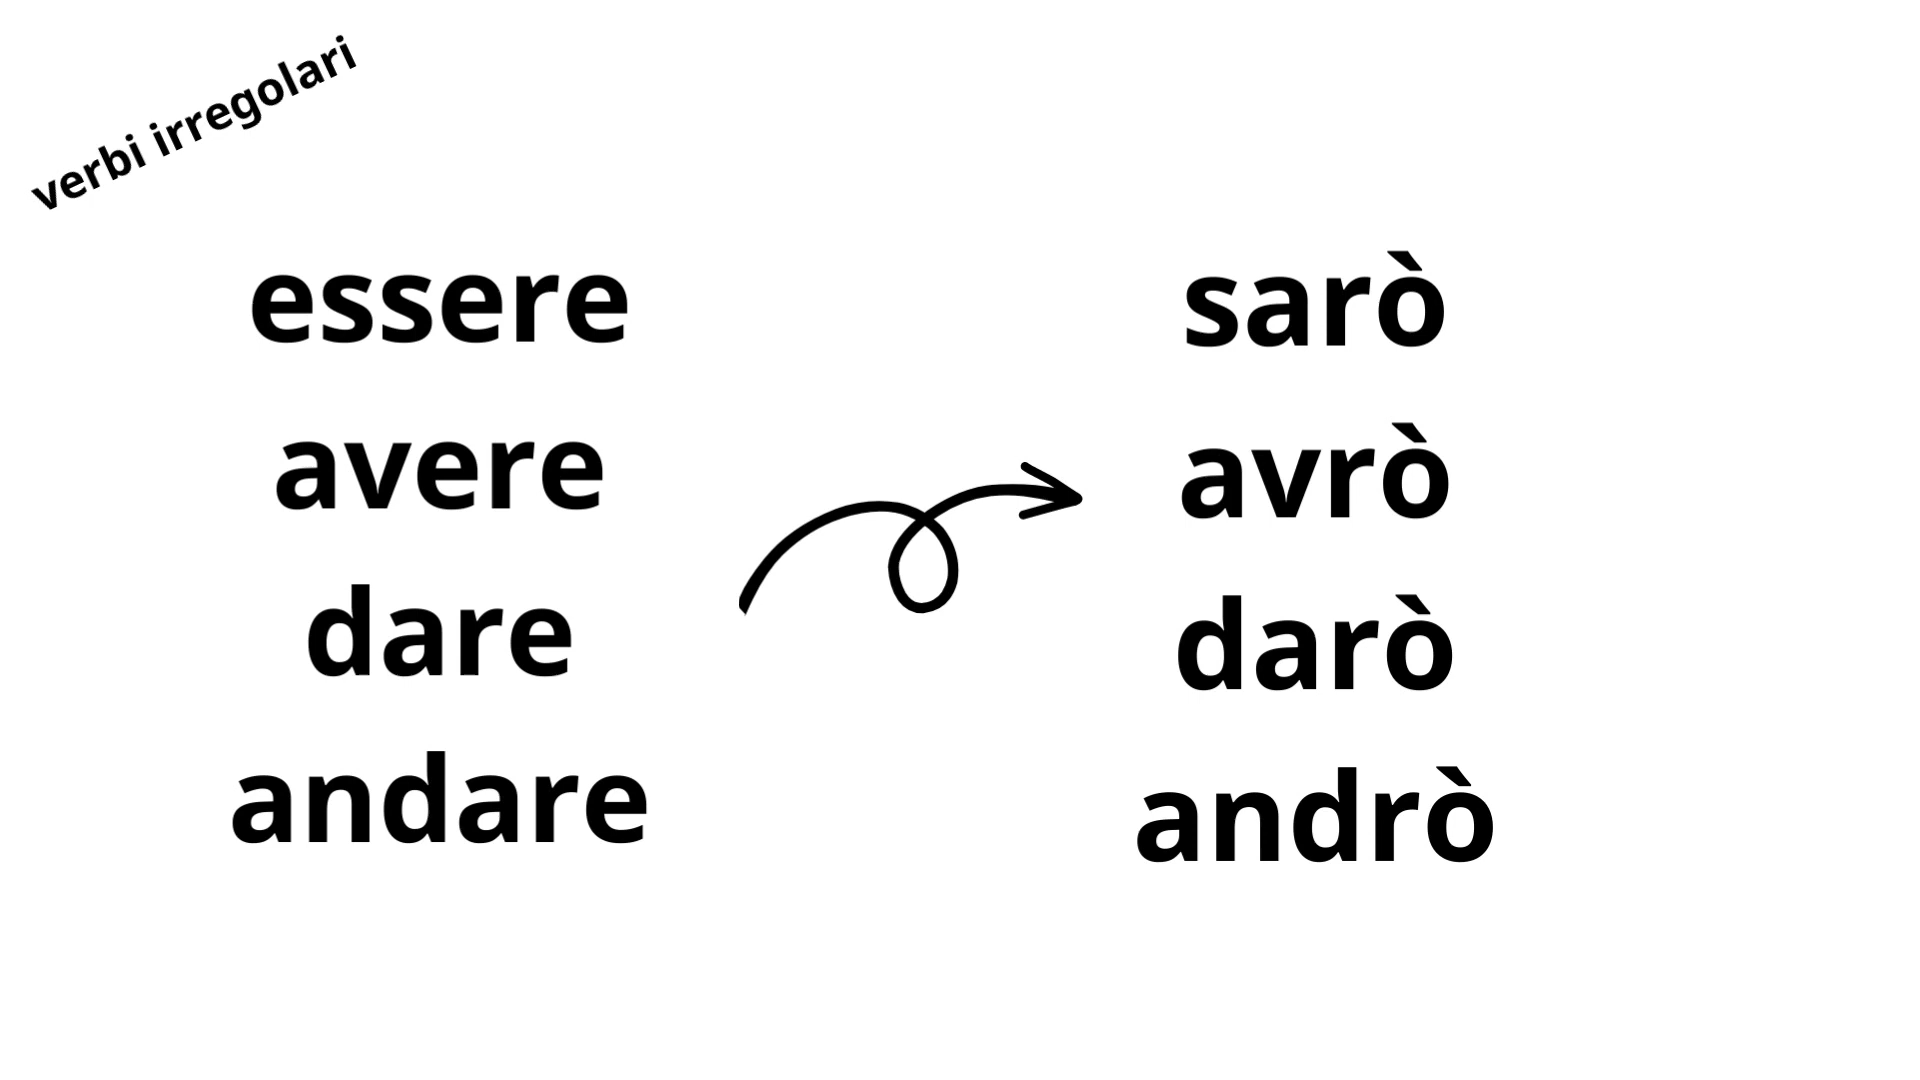 verbi irregolari
essere
avere
dare
andare
sarò
avrò
darò
andrò